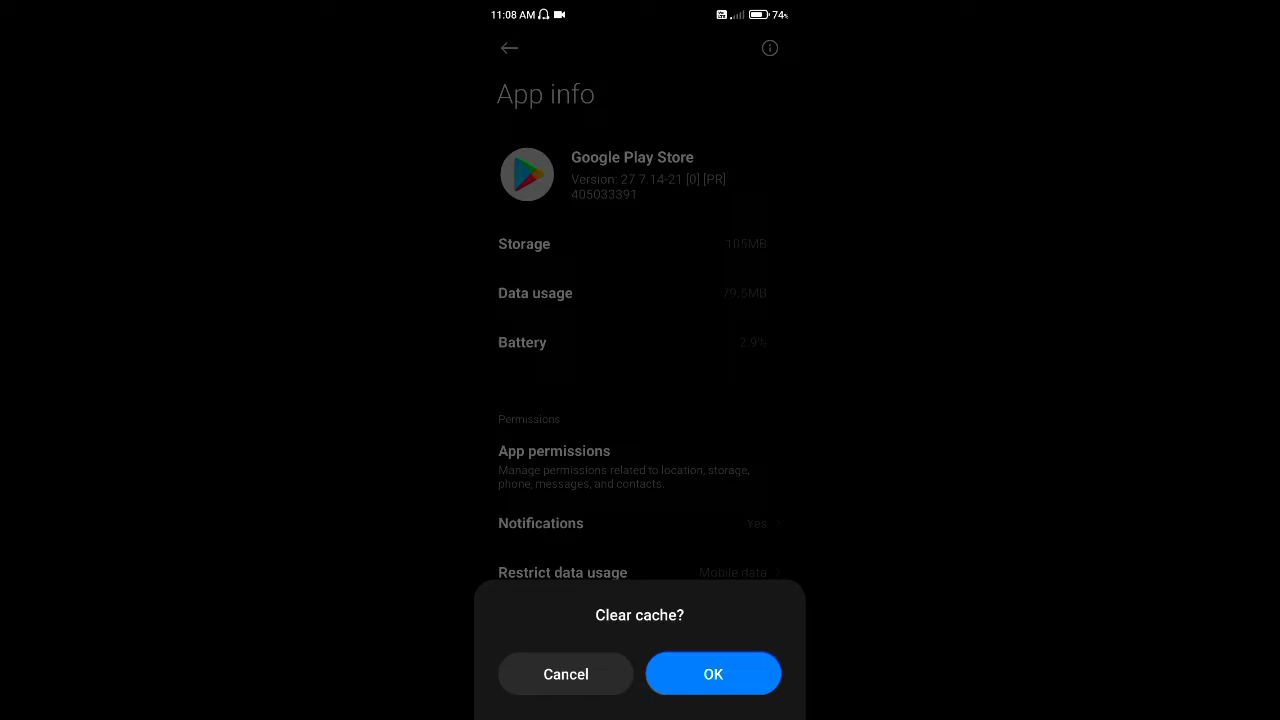 11:08 AM 74%
App info
Google Play Store
Version: 27.7.14-21 [0] [PR]
405033391
Storage 105MB
Data usage 79.5MB
Battery 2.9%
Permissions
App permissions
Manage permissions related to location, storage,
phone, messages, and contacts.
Notifications Yes
Restrict data usage Mobile data
Clear cache?
Cancel OK